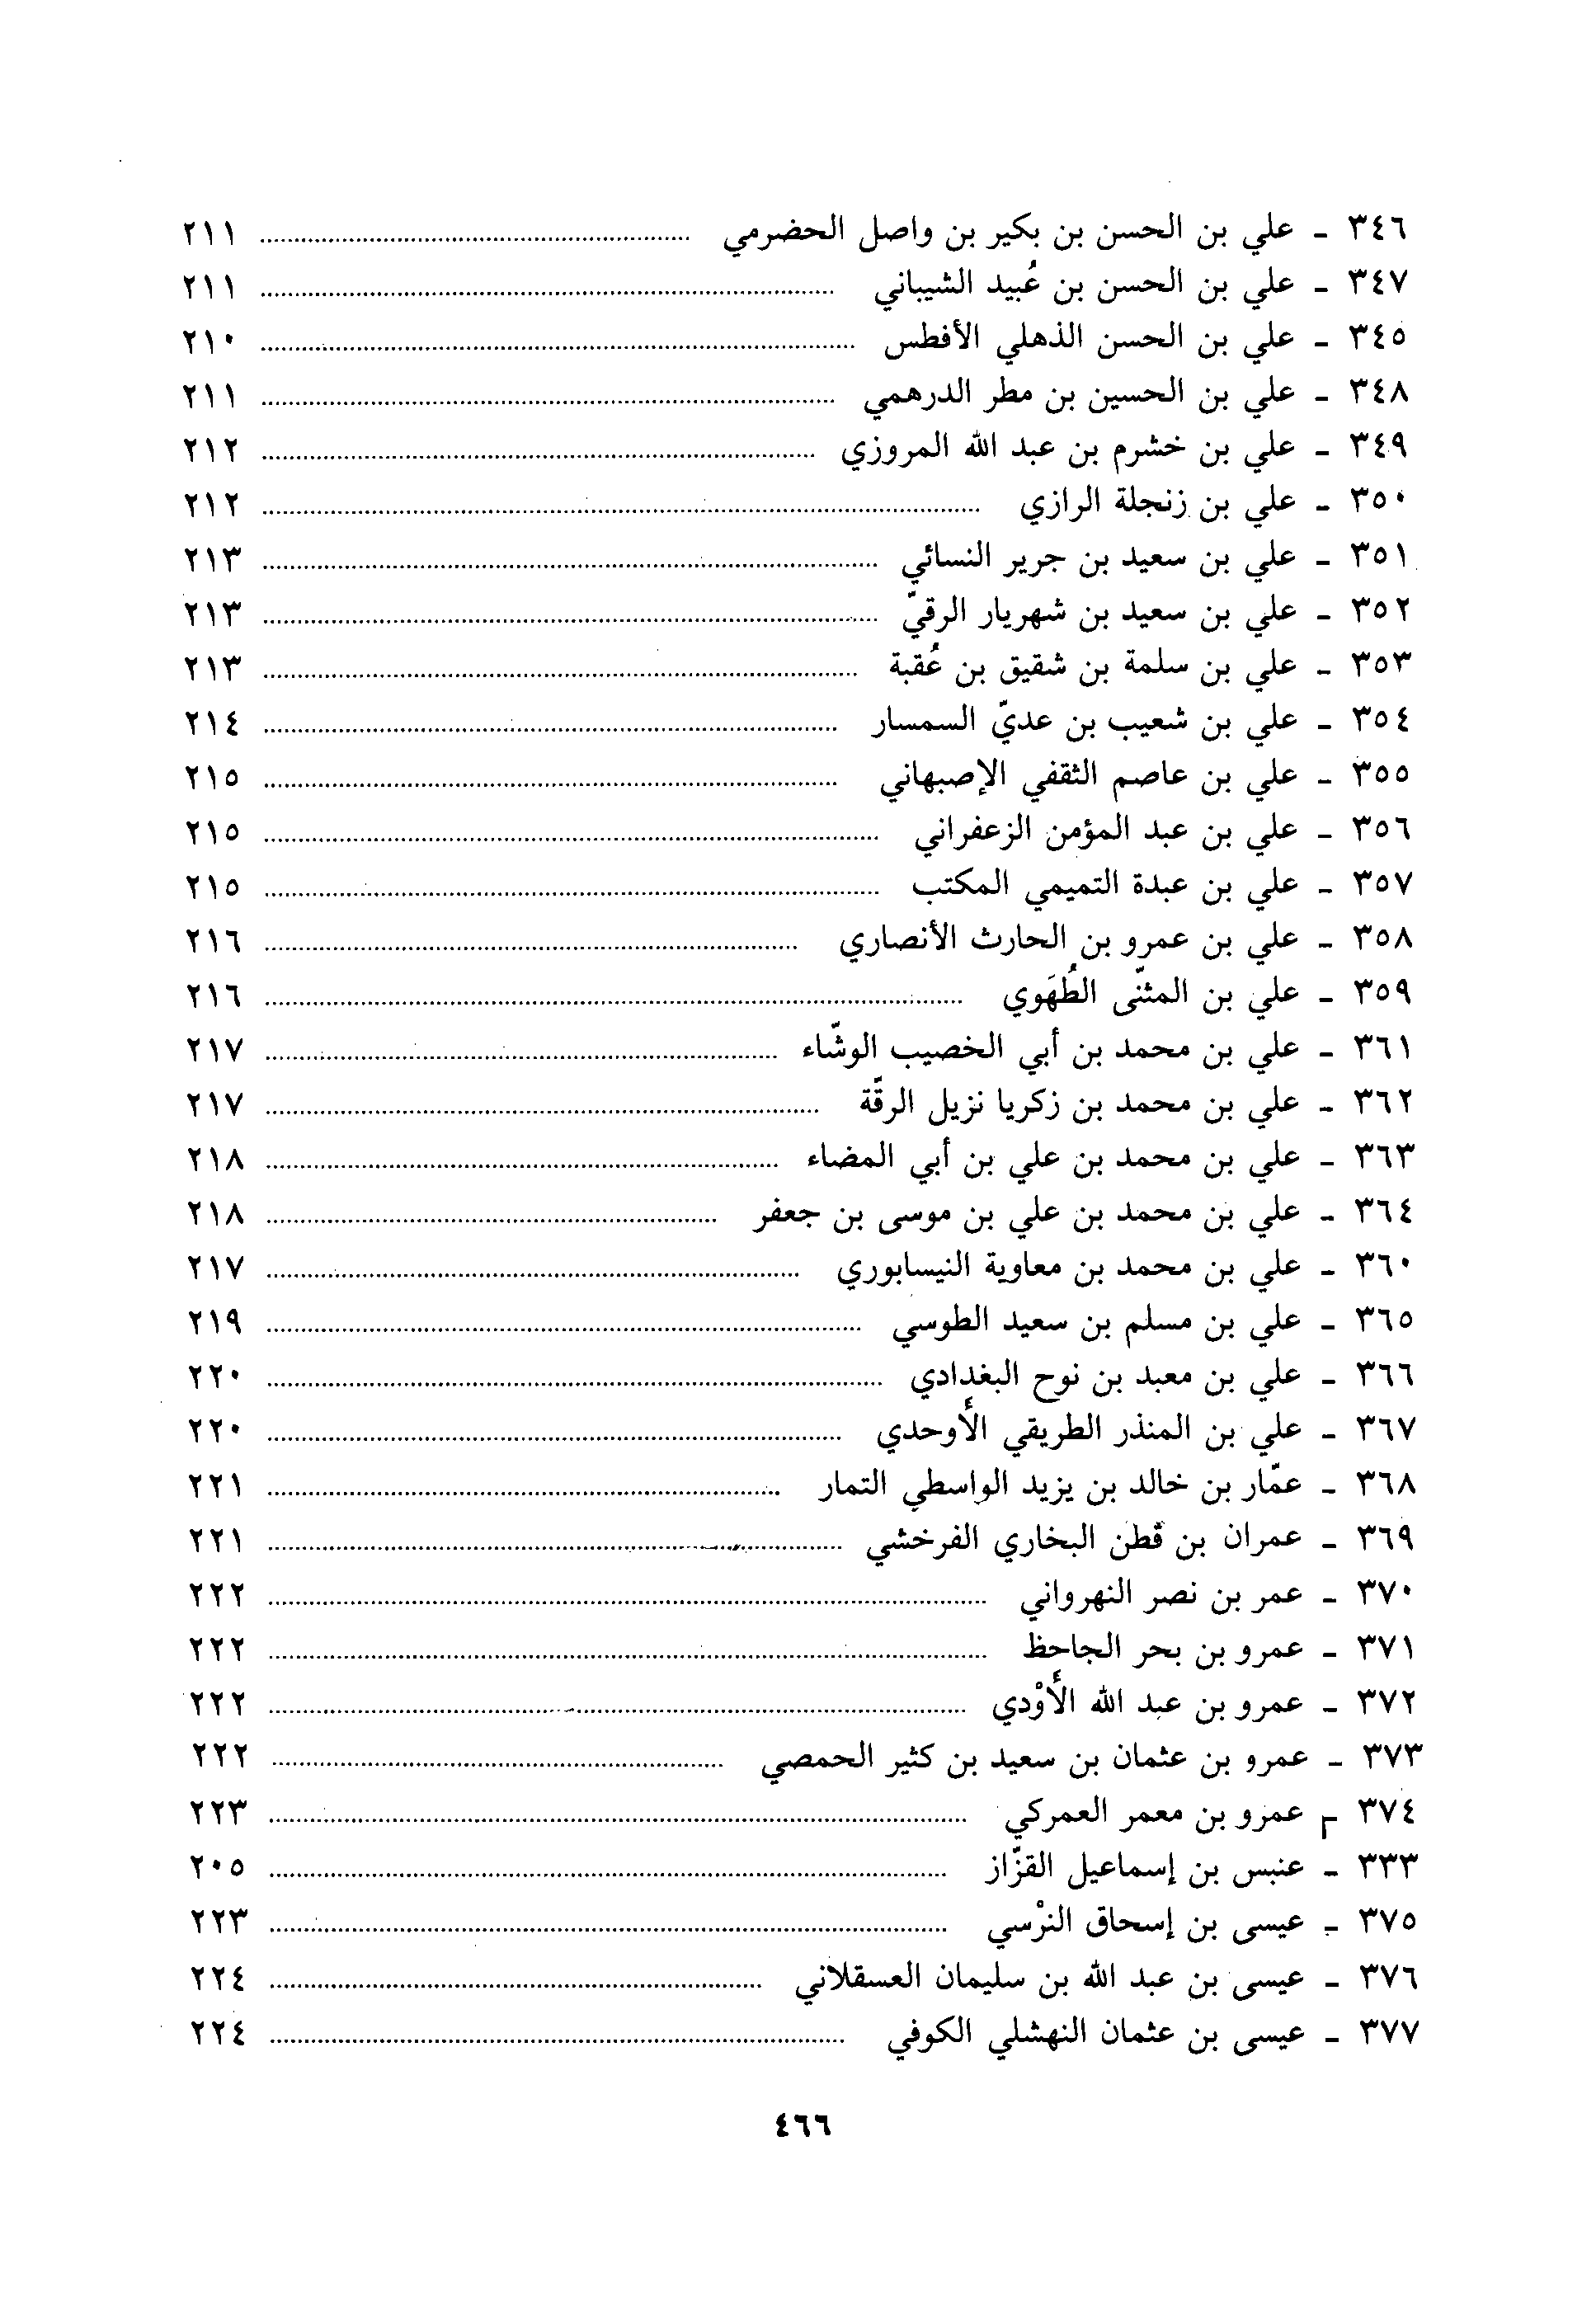 ٣٤٦ - علي بن الحسن بن بكير بن واصل الحضرمي ........ ٢١١
٣٤٧ - علي بن الحسن بن عُبيد الشيباني ........ ٢١١
٣٤٥ - علي بن الحسن الذهلي الأفطس ........ ٢١٠
٣٤٨ - علي بن الحسين بن مطر الدرهمي ........ ٢١١
٣٤٩ - علي بن خشرم بن عبد الله المروزي ........ ٢١٢
٣٥٠ - علي بن زنجلة الرازي ........ ٢١٢
٣٥١ - علي بن سعيد بن جرير النسائي ........ ٢١٣
٣٥٢ - علي بن سعيد بن شهريار الرقيّ ........ ٢١٣
٣٥٣ - علي بن سلمة بن شقيق بن عُقبة ........ ٢١٣
٣٥٤ - علي بن شعيب بن عديّ السمسار ........ ٢١٤
٣٥٥ - علي بن عاصم الثقفي الإصبهاني ........ ٢١٥
٣٥٦ - علي بن عبد المؤمن الزعفراني ........ ٢١٥
٣٥٧ - علي بن عبدة التميمي المكتب ........ ٢١٥
٣٥٨ - علي بن عمرو بن الحارث الأنصاري ........ ٢١٦
٣٥٩ - علي بن المثنّى الطُهَوي ........ ٢١٦
٣٦١ - علي بن محمد بن أبي الخصيب الوشّاء ........ ٢١٧
٣٦٢ - علي بن محمد بن زكريا نزيل الرقّة ........ ٢١٧
٣٦٣ - علي بن محمد بن علي بن أبي المضاء ........ ٢١٨
٣٦٤ - علي بن محمد بن علي بن موسى بن جعفر ........ ٢١٨
٣٦٠ - علي بن محمد بن معاوية النيسابوري ........ ٢١٧
٣٦٥ - علي بن مسلم بن سعيد الطوسي ........ ٢١٩
٣٦٦ - علي بن معبد بن نوح البغدادي ........ ٢٢٠
٣٦٧ - علي بن المنذر الطريقي الأوحدي ........ ٢٢٠
٣٦٨ - عمّار بن خالد بن يزيد الواسطي التمار ........ ٢٢١
٣٦٩ - عمران بن قطن البخاري الفرخشي ........ ٢٢١
٣٧٠ - عمر بن نصر النهرواني ........ ٢٢٢
٣٧١ - عمرو بن بحر الجاحظ ........ ٢٢٢
٣٧٢ - عمرو بن عبد الله الأوْدي ........ ٢٢٢
٣٧٣ - عمرو بن عثمان بن سعيد بن كثير الحمصي ........ ٢٢٢
٣٧٤ - عمرو بن معمر العمركي ........ ٢٢٣
٣٣٣ - عنبس بن إسماعيل القزّاز ........ ٢٠٥
٣٧٥ - عيسى بن إسحاق النرْسي ........ ٢٢٣
٣٧٦ - عيسى بن عبد الله بن سليمان العسقلاني ........ ٢٢٤
٣٧٧ - عيسى بن عثمان النهشلي الكوفي ........ ٢٢٤
٤٦٦